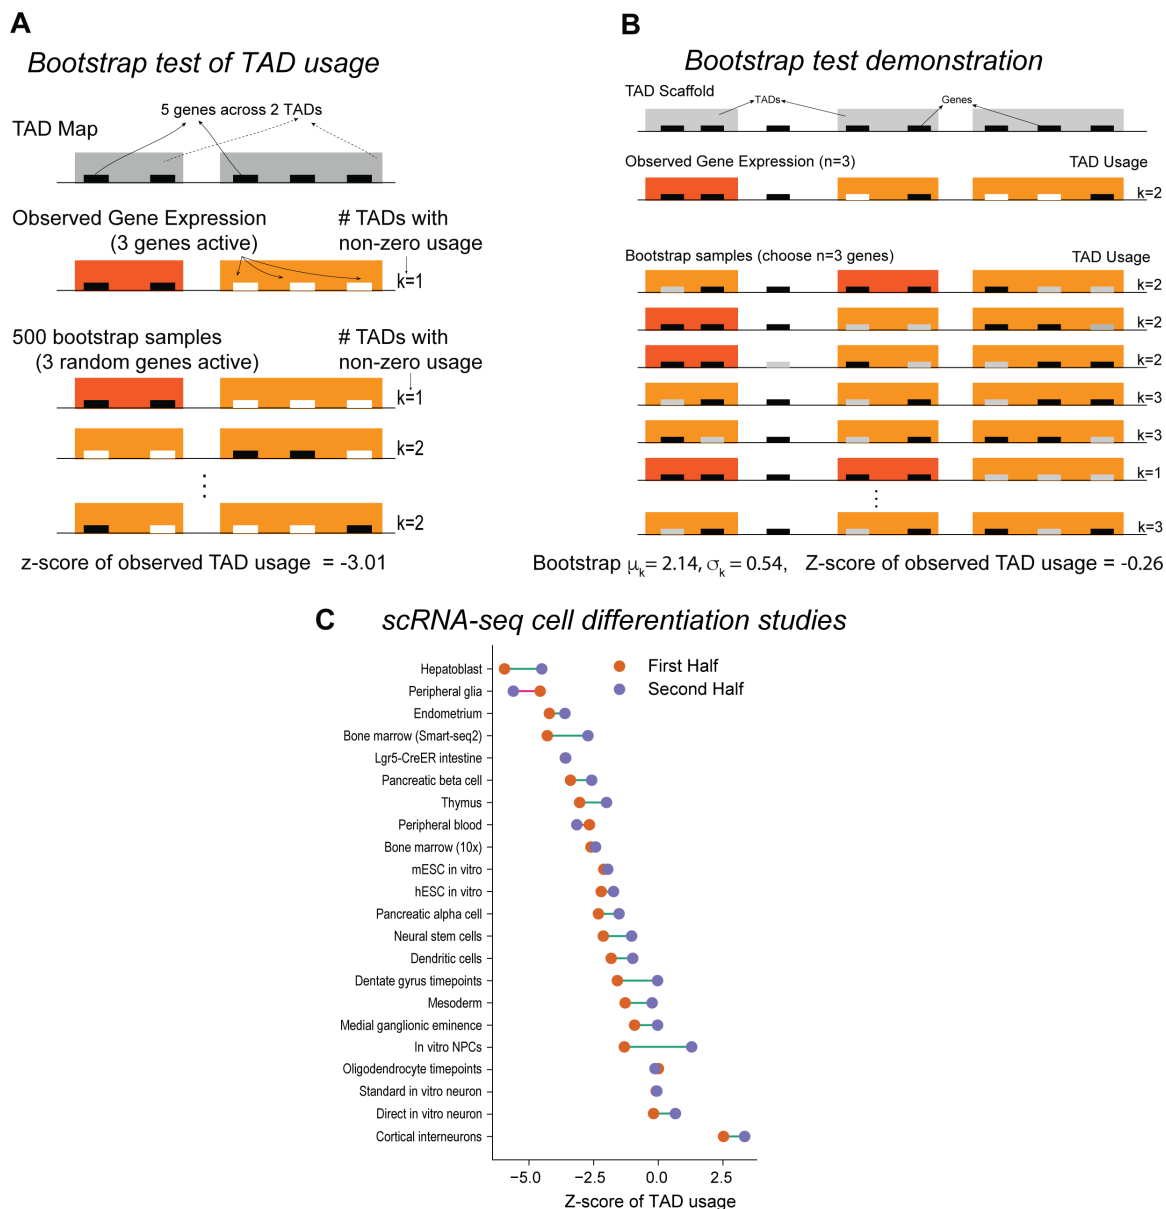 A
Bootstrap test of TAD usage
5 genes across 2 TADs
TAD Map
Observed Gene Expression
(3 genes active)
# TADs with
non-zero usage
k=1
500 bootstrap samples
(3 random genes active)
# TADs with
non-zero usage
k=1
k=2
k=2
z-score of observed TAD usage = -3.01
B
Bootstrap test demonstration
TAD Scaffold
TADs
Genes
Observed Gene Expression (n=3)
TAD Usage
k=2
Bootstrap samples (choose n=3 genes)
TAD Usage
k=2
k=2
k=2
k=3
k=3
k=1
k=3
Bootstrap μk = 2.14, σk = 0.54, Z-score of observed TAD usage = -0.26
C
scRNA-seq cell differentiation studies
First Half
Second Half
Hepatoblast
Peripheral glia
Endometrium
Bone marrow (Smart-seq2)
Lgr5-CreER intestine
Pancreatic beta cell
Thymus
Peripheral blood
Bone marrow (10x)
mESC in vitro
hESC in vitro
Pancreatic alpha cell
Neural stem cells
Dendritic cells
Dentate gyrus timepoints
Mesoderm
Medial ganglionic eminence
In vitro NPCs
Oligodendrocyte timepoints
Standard in vitro neuron
Direct in vitro neuron
Cortical interneurons
−5.0 −2.5 0.0 2.5
Z-score of TAD usage